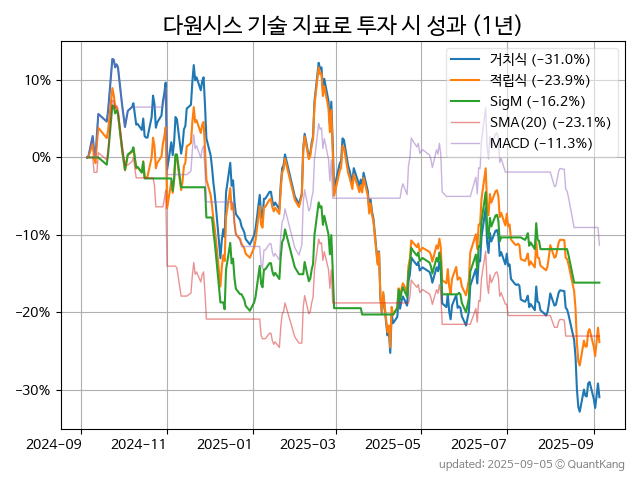 다원시스 기술 지표로 투자 시 성과 (1년)
거치식 (−31.0%)
적립식 (−23.9%)
SigM (−16.2%)
SMA(20) (−23.1%)
MACD (−11.3%)
10%
0%
−10%
−20%
−30%
2024-09 2024-11 2025-01 2025-03 2025-05 2025-07 2025-09
updated: 2025-09-05 © QuantKang